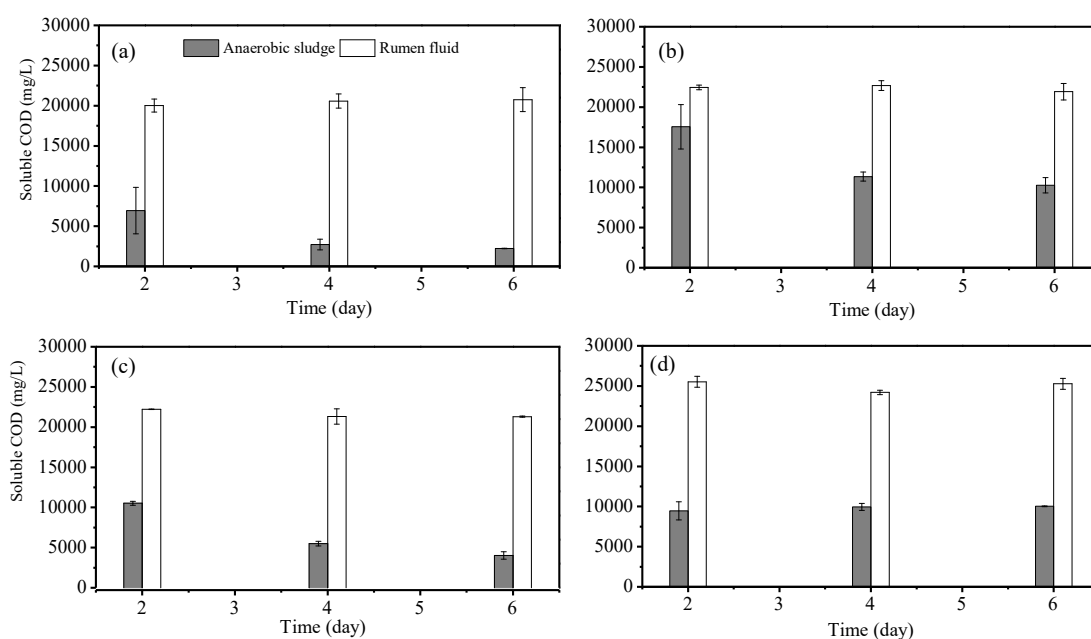 (a)
Anaerobic sludge
Rumen fluid
Soluble COD (mg/L)
30000
25000
20000
15000
10000
5000
0
2 3 4 5 6
Time (day)
(b)
30000
25000
20000
15000
10000
5000
0
2 3 4 5 6
Time (day)
(c)
Soluble COD (mg/L)
30000
25000
20000
15000
10000
5000
0
2 3 4 5 6
Time (day)
(d)
30000
25000
20000
15000
10000
5000
0
2 3 4 5 6
Time (day)